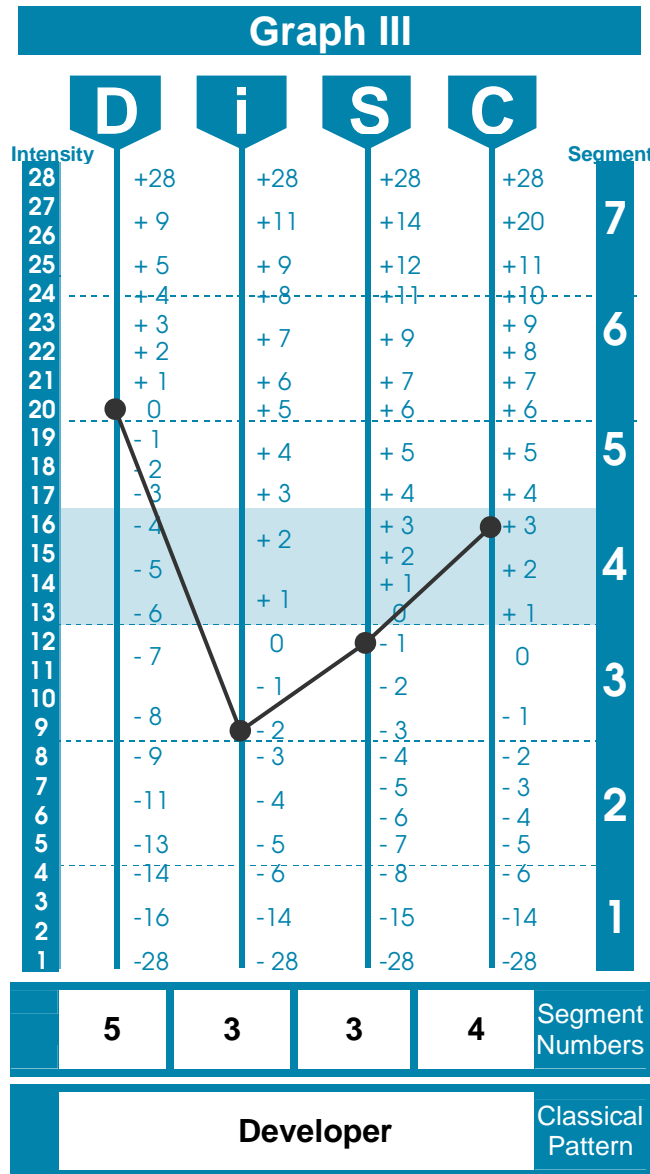 Graph III
D i S C
Intensity Segment
28 +28 +28 +28 +28
27 7
+ 9 +11 +14 +20
26
25 + 5 + 9 +12 +11
24 + 4 + 8 +11 +10
23 + 3 + 9
+ 7 + 9 6
22 + 2 + 8
21 + 1 + 6 + 7 + 7
20 0 + 5 + 6 + 6
19 - 1
+ 4 + 5 + 5 5
18 - 2
17 - 3 + 3 + 4 + 4
16 - 4 + 3 + 3
+ 2
15 + 2
- 5 + 2 4
14 + 1
+ 1
13 - 6 0 + 1
12 0 - 1
- 7 0
11
- 1 - 2 3
10
- 8 - 1
9 - 2 - 3
8 - 9 - 3 - 4 - 2
7 - 5 - 3
-11 - 4 2
6 - 6 - 4
5 -13 - 5 - 7 - 5
4 -14 - 6 - 8 - 6
3
-16 -14 -15 -14 1
2
1 -28 - 28 -28 -28
5 3 3 4 Segment
Numbers
Developer Classical
Pattern